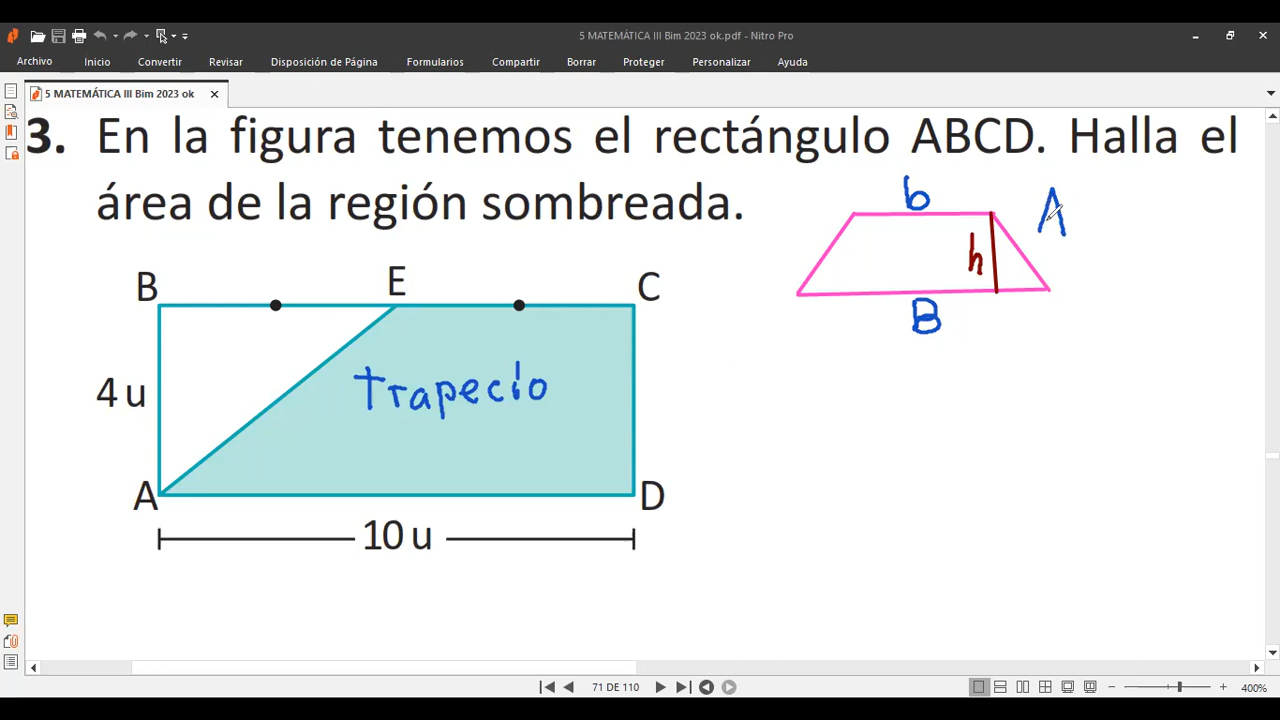 5 MATEMÁTICA III Bim 2023 ok.pdf - Nitro Pro
Archivo Inicio Convertir Revisar Disposición de Página Formularios Compartir Borrar Proteger Personalizar Ayuda
5 MATEMÁTICA III Bim 2023 ok
3. En la figura tenemos el rectángulo ABCD. Halla el
área de la región sombreada.
b
A
h
B
B E C
4 u
trapecio
A D
10 u
71 DE 110
400%